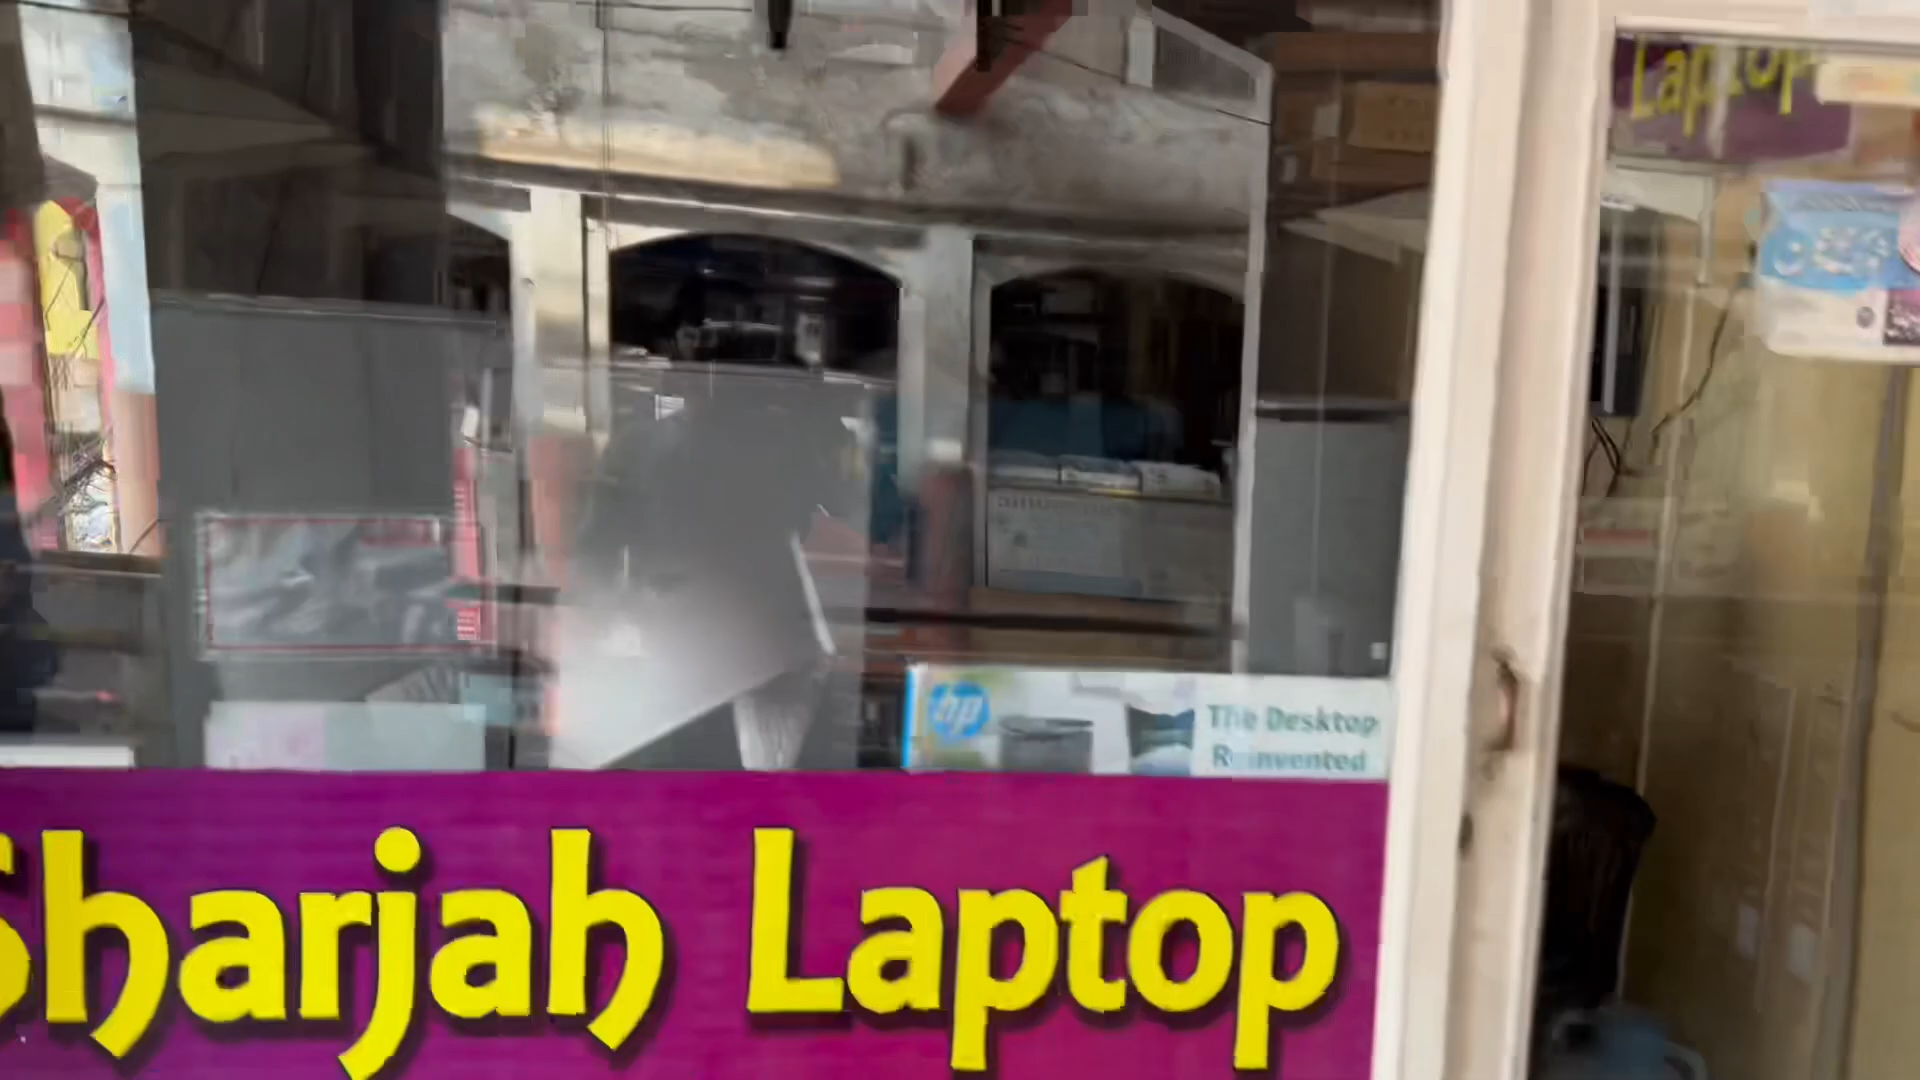 Laptop
hp
The Desktop
Reinvented
Sharjah Laptop